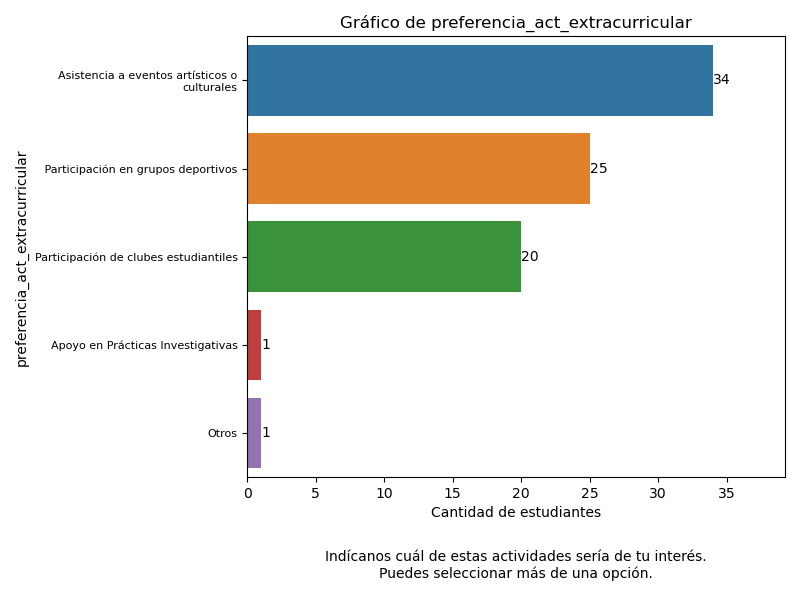 Gráfico de preferencia_act_extracurricular
preferencia_act_extracurricular
Asistencia a eventos artísticos o
culturales
34
Participación en grupos deportivos
25
Participación de clubes estudiantiles
20
Apoyo en Prácticas Investigativas
1
Otros
1
0 5 10 15 20 25 30 35
Cantidad de estudiantes
Indícanos cuál de estas actividades sería de tu interés.
Puedes seleccionar más de una opción.